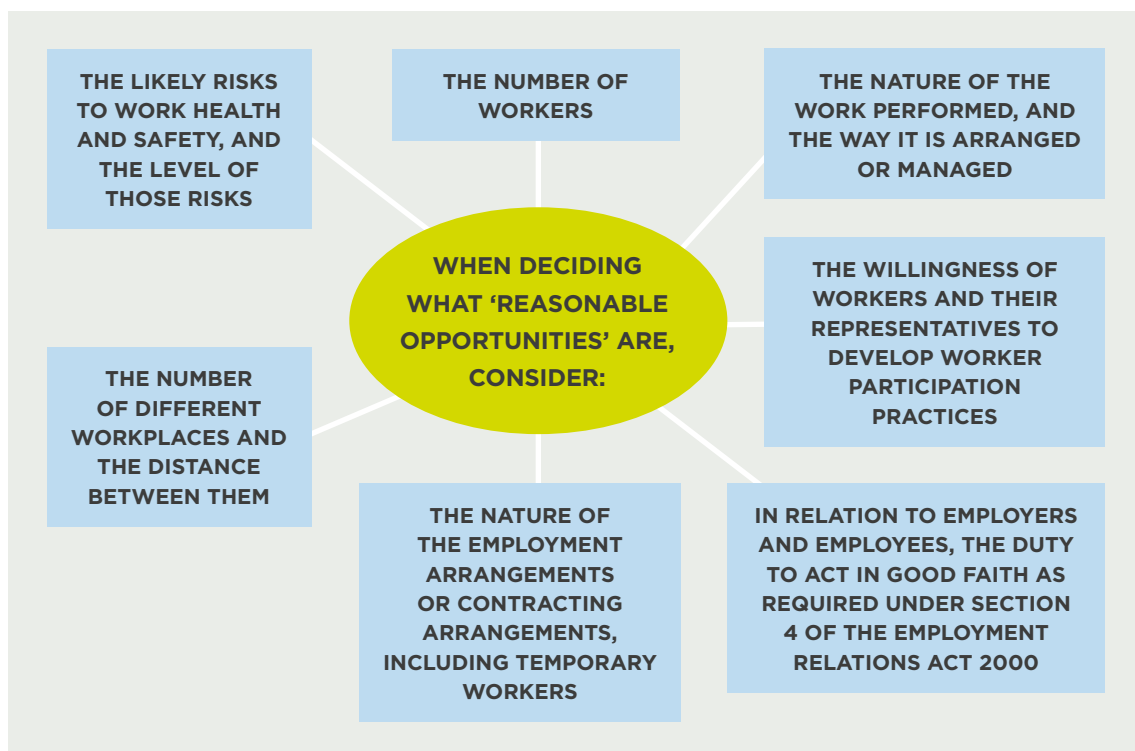 THE LIKELY RISKS
TO WORK HEALTH
AND SAFETY, AND
THE LEVEL OF
THOSE RISKS
THE NUMBER OF
WORKERS
THE NATURE OF THE
WORK PERFORMED, AND
THE WAY IT IS ARRANGED
OR MANAGED
WHEN DECIDING
WHAT ‘REASONABLE
OPPORTUNITIES’ ARE,
CONSIDER:
THE WILLINGNESS OF
WORKERS AND THEIR
REPRESENTATIVES TO
DEVELOP WORKER
PARTICIPATION
PRACTICES
THE NUMBER
OF DIFFERENT
WORKPLACES AND
THE DISTANCE
BETWEEN THEM
THE NATURE OF
THE EMPLOYMENT
ARRANGEMENTS
OR CONTRACTING
ARRANGEMENTS,
INCLUDING TEMPORARY
WORKERS
IN RELATION TO EMPLOYERS
AND EMPLOYEES, THE DUTY
TO ACT IN GOOD FAITH AS
REQUIRED UNDER SECTION
4 OF THE EMPLOYMENT
RELATIONS ACT 2000